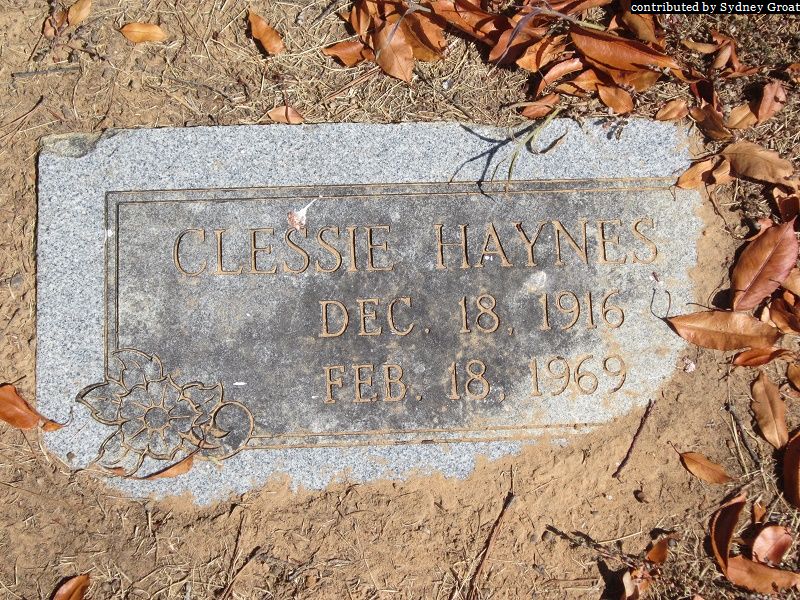 contributed by Sydney Groat
CLESSIE HAYNES
DEC. 18, 1916
FEB. 18, 1969